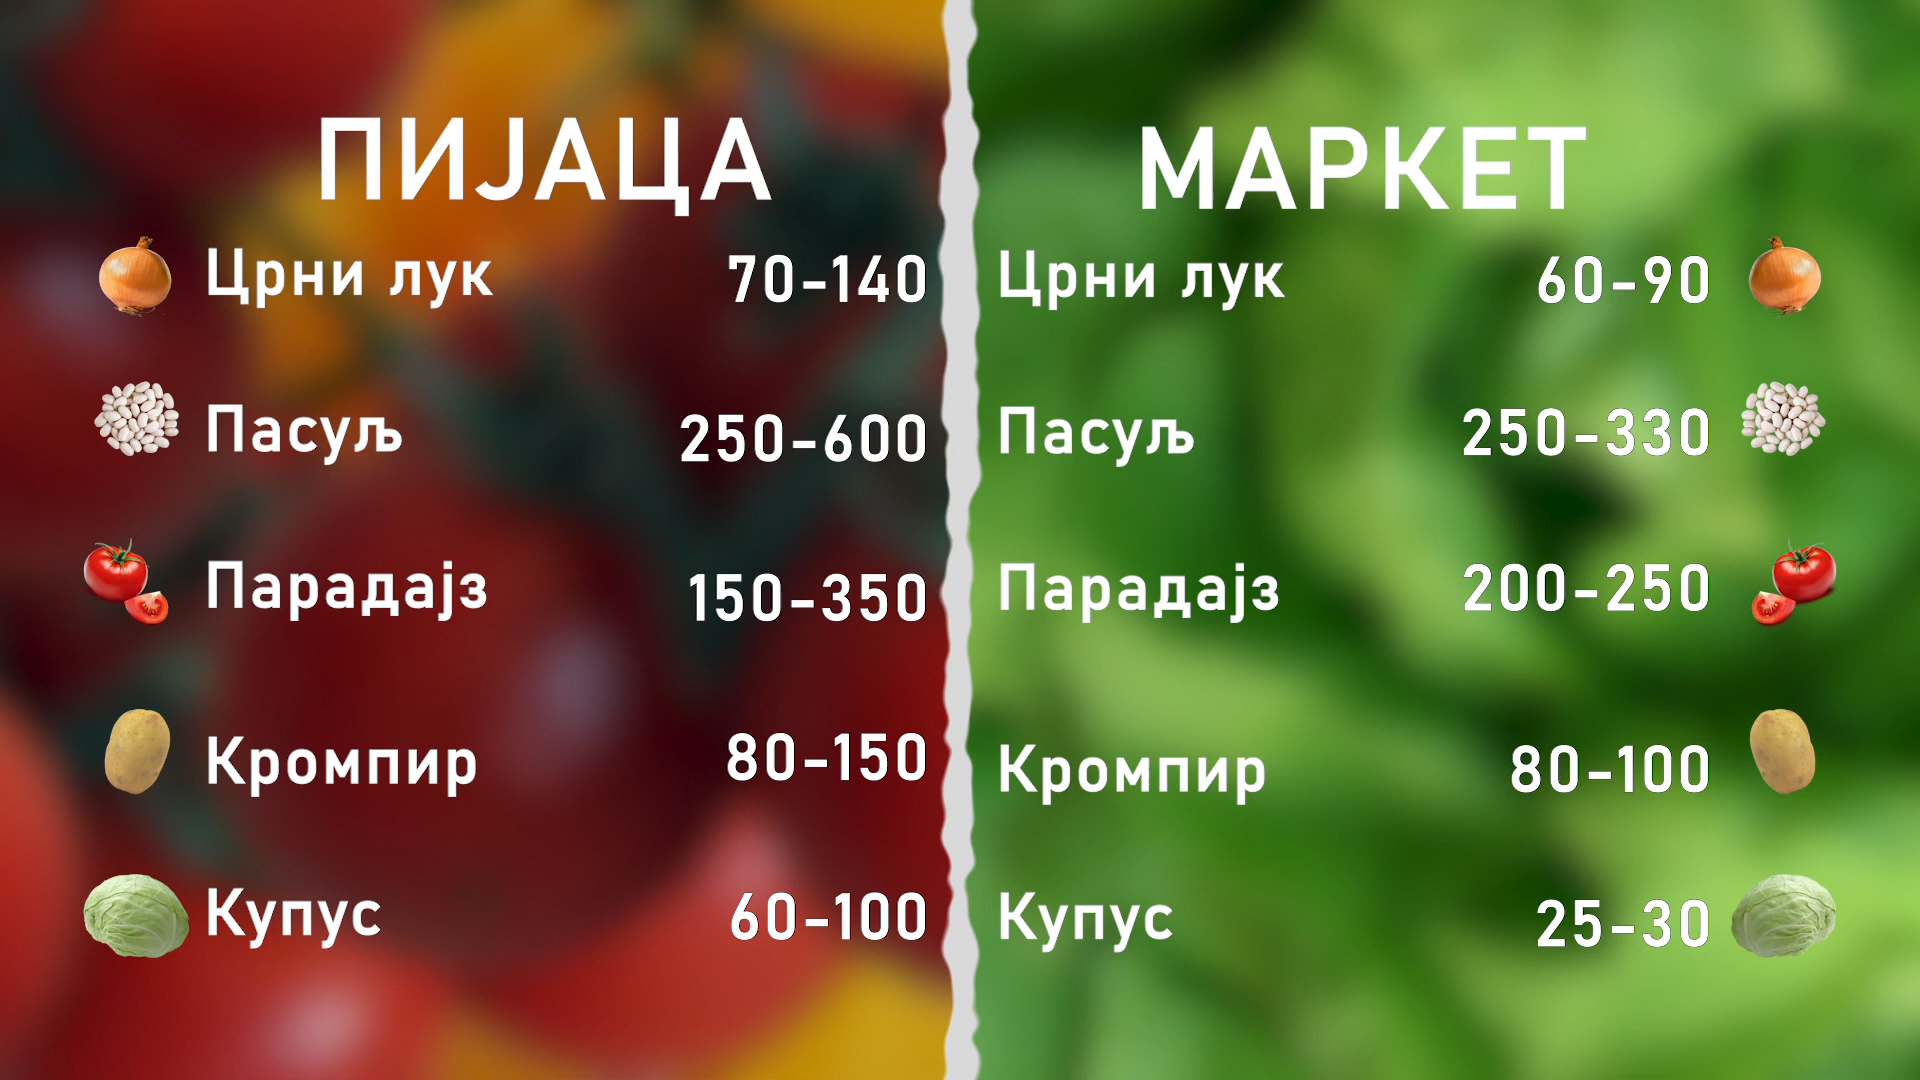 ПИЈАЦА
Црни лук 70-140
Пасуљ 250-600
Парадајз 150-350
Кромпир 80-150
Купус 60-100
МАРКЕТ
Црни лук 60-90
Пасуљ 250-330
Парадајз 200-250
Кромпир 80-100
Купус 25-30